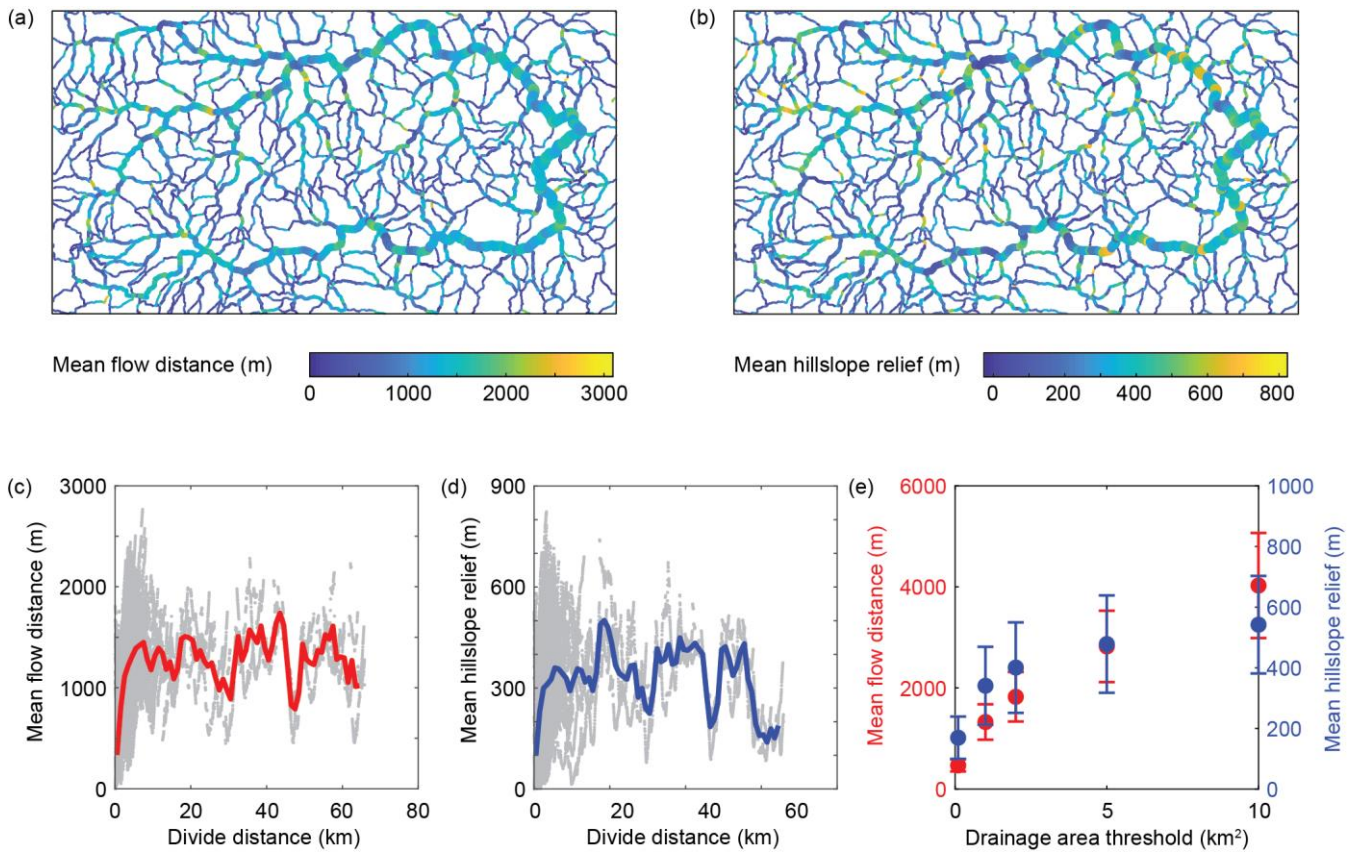 (a)
(b)
Mean flow distance (m)
0 1000 2000 3000
Mean hillslope relief (m)
0 200 400 600 800
(c)
3000
2000
1000
0
Mean flow distance (m)
0 20 40 60 80
Divide distance (km)
(d)
900
600
300
0
Mean hillslope relief (m)
0 20 40 60
Divide distance (km)
(e)
6000
4000
2000
0
Mean flow distance (m)
1000
800
600
400
200
0
Mean hillslope relief (m)
0 5 10
Drainage area threshold (km²)